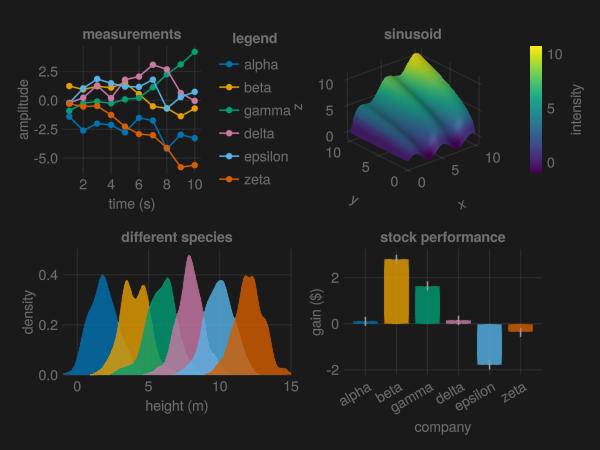 measurements
amplitude
2.5
0.0
-2.5
-5.0
2 4 6 8 10
time (s)
legend
alpha
beta
gamma
delta
epsilon
zeta
sinusoid
z
10
5
0
10
5
0
0
5
10
y
x
10
5
0
intensity
different species
density
0.4
0.2
0.0
0 5 10 15
height (m)
stock performance
gain ($)
2
0
-2
alpha beta gamma delta epsilon zeta
company